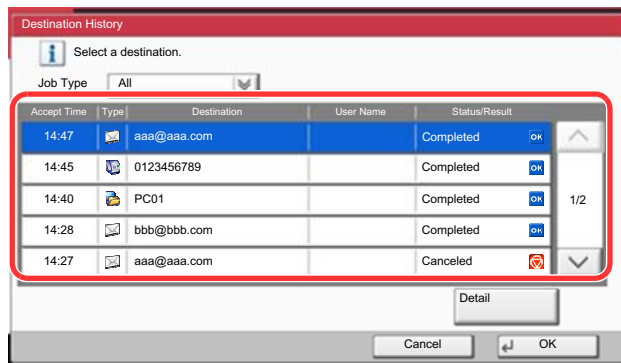 Destination History
Select a destination.
Job Type All
Accept Time Type Destination User Name Status/Result
14:47 aaa@aaa.com Completed OK
14:45 0123456789 Completed OK
14:40 PC01 Completed OK
14:28 bbb@bbb.com Completed OK
14:27 aaa@aaa.com Canceled
1/2
Detail
Cancel OK